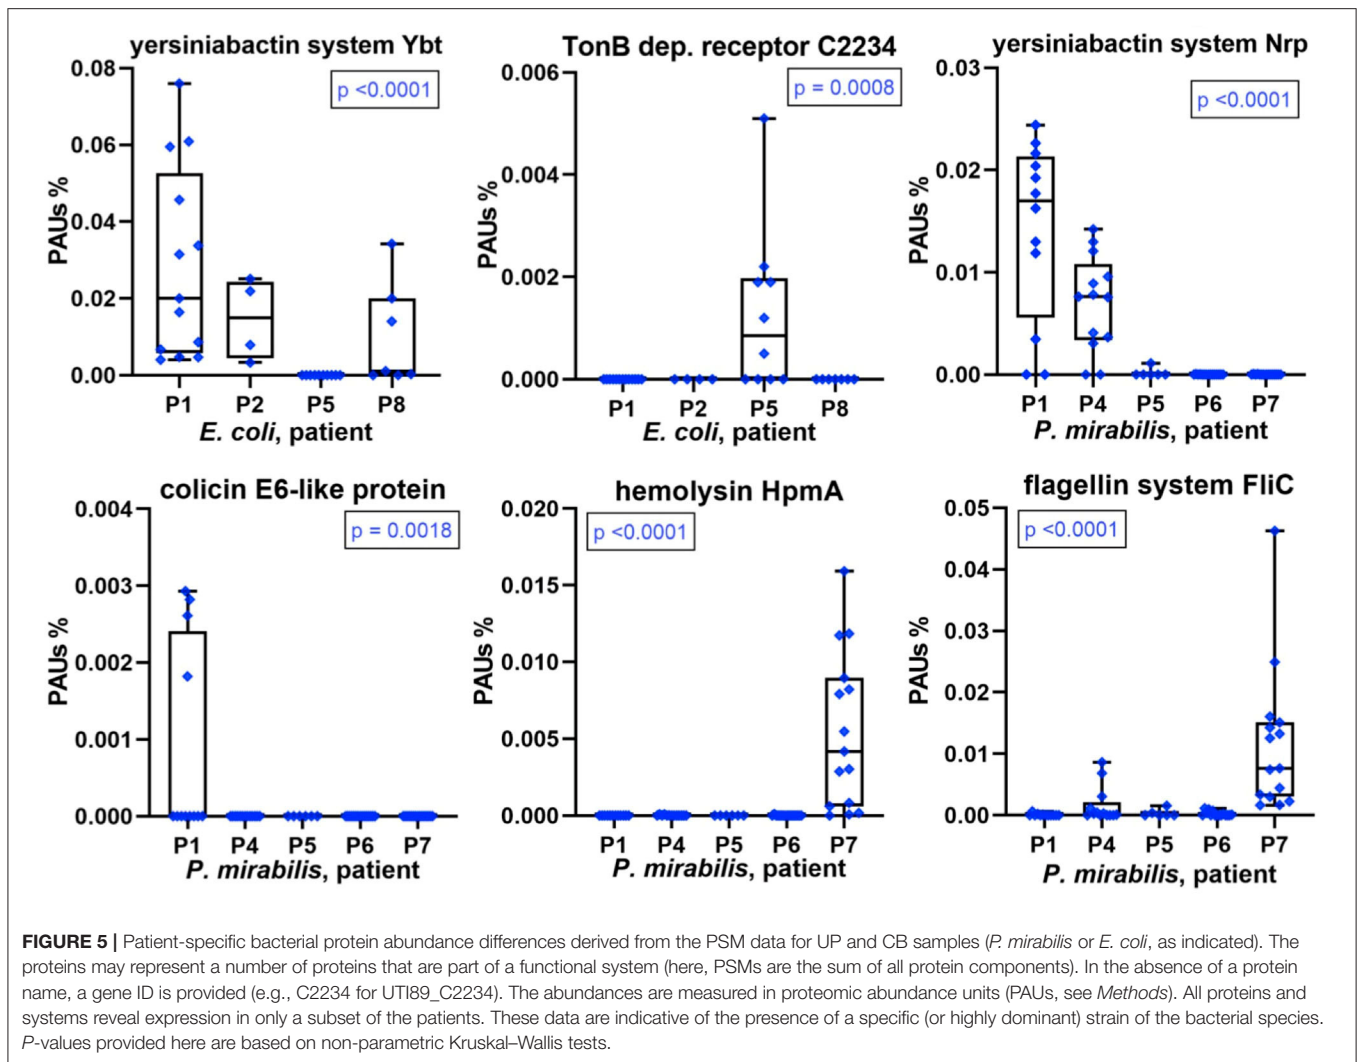 yersiniabactin system Ybt
p <0.0001
0.08
0.06
0.04
0.02
0.00
PAUs %
P1 P2 P5 P8
E. coli, patient
TonB dep. receptor C2234
p = 0.0008
0.006
0.004
0.002
0.000
PAUs %
P1 P2 P5 P8
E. coli, patient
yersiniabactin system Nrp
p <0.0001
0.03
0.02
0.01
0.00
PAUs %
P1 P4 P5 P6 P7
P. mirabilis, patient
colicin E6-like protein
p = 0.0018
0.004
0.003
0.002
0.001
0.000
PAUs %
P1 P4 P5 P6 P7
P. mirabilis, patient
hemolysin HpmA
p <0.0001
0.020
0.015
0.010
0.005
0.000
PAUs %
P1 P4 P5 P6 P7
P. mirabilis, patient
flagellin system FliC
p <0.0001
0.05
0.04
0.03
0.02
0.01
0.00
PAUs %
P1 P4 P5 P6 P7
P. mirabilis, patient
FIGURE 5 | Patient-specific bacterial protein abundance differences derived from the PSM data for UP and CB samples (P. mirabilis or E. coli, as indicated). The
proteins may represent a number of proteins that are part of a functional system (here, PSMs are the sum of all protein components). In the absence of a protein
name, a gene ID is provided (e.g., C2234 for UTI89_C2234). The abundances are measured in proteomic abundance units (PAUs, see Methods). All proteins and
systems reveal expression in only a subset of the patients. These data are indicative of the presence of a specific (or highly dominant) strain of the bacterial species.
P-values provided here are based on non-parametric Kruskal–Wallis tests.